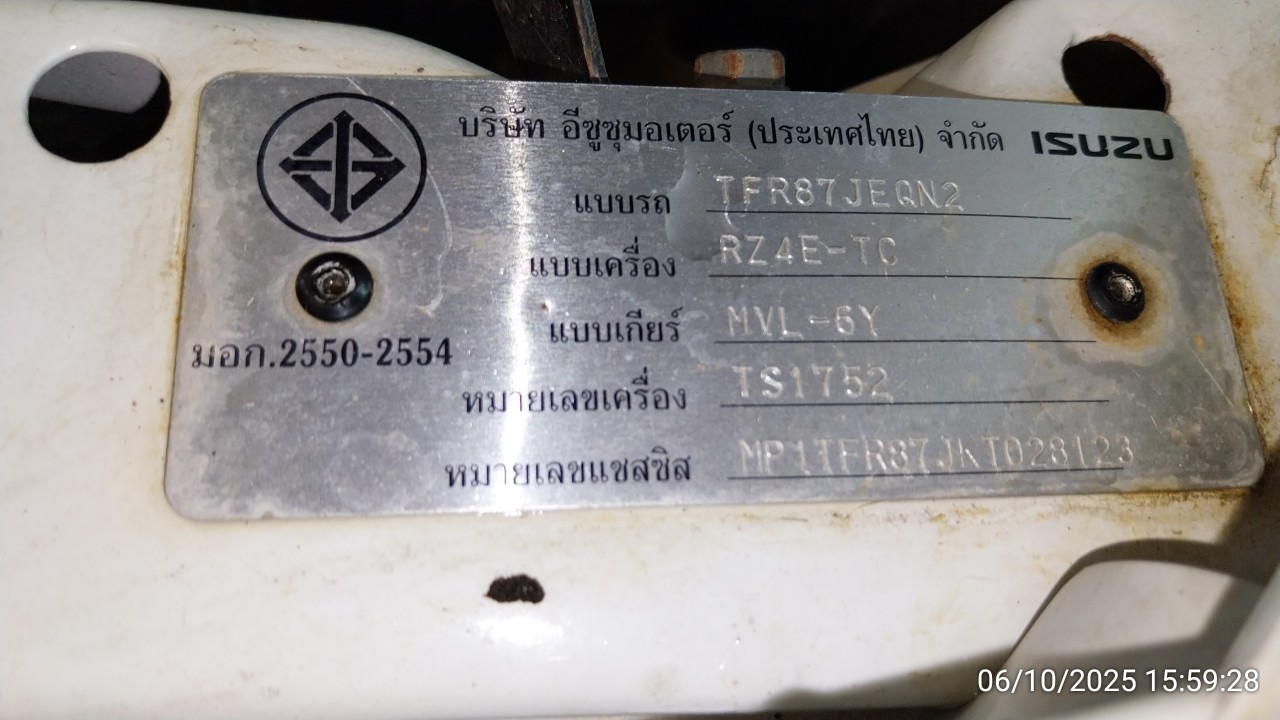 บริษัท อีซูซุมอเตอร์ (ประเทศไทย) จำกัด ISUZU
แบบรถ TFR87JEQN2
แบบเครื่อง RZ4E-TC
แบบเกียร์ MVL-6Y
มอก.2550-2554
หมายเลขเครื่อง TS1752
หมายเลขแชสซิส MP1TFR87JKT028123
06/10/2025 15:59:28